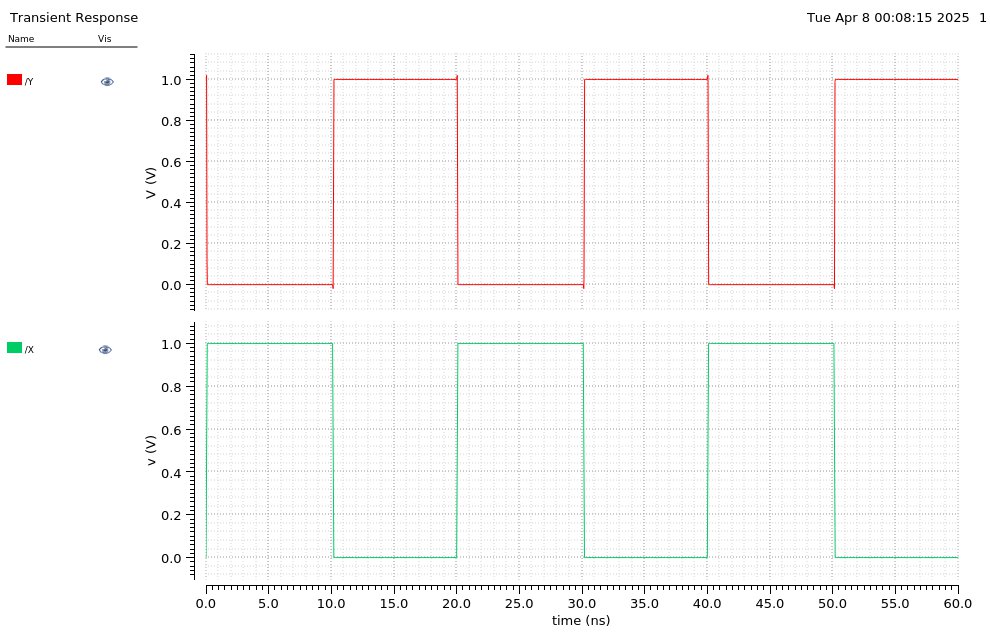 Transient Response
Tue Apr 8 00:08:15 2025 1
Name Vis
/Y
1.0
0.8
0.6
0.4
0.2
0.0
V (V)
/X
1.0
0.8
0.6
0.4
0.2
0.0
v (V)
0.0 5.0 10.0 15.0 20.0 25.0 30.0 35.0 40.0 45.0 50.0 55.0 60.0
time (ns)